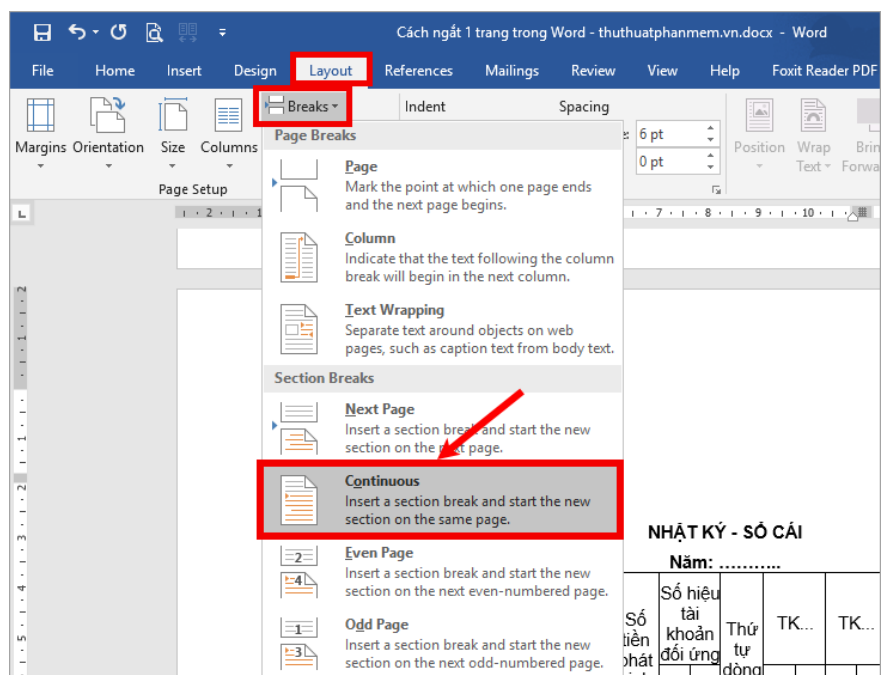 Cách ngắt 1 trang trong Word - thuthuatphanmem.vn.docx - Word
File Home Insert Design Layout References Mailings Review View Help Foxit Reader PDF
Breaks Indent Spacing
Margins Orientation Size Columns
6 pt
0 pt
Position Wrap Text
Page Setup
Page Breaks
Page
Mark the point at which one page ends
and the next page begins.
Column
Indicate that the text following the column
break will begin in the next column.
Text Wrapping
Separate text around objects on web
pages, such as caption text from body text.
Section Breaks
Next Page
Insert a section break and start the new
section on the next page.
Continuous
Insert a section break and start the new
section on the same page.
Even Page
Insert a section break and start the new
section on the next even-numbered page.
Odd Page
Insert a section break and start the new
section on the next odd-numbered page.
NHẬT KÝ - SỔ CÁI
Năm: ………..
Số
tiền
phát
Số hiệu
tài
khoản
đối ứng
Thứ
tự
dòng
TK...
TK...